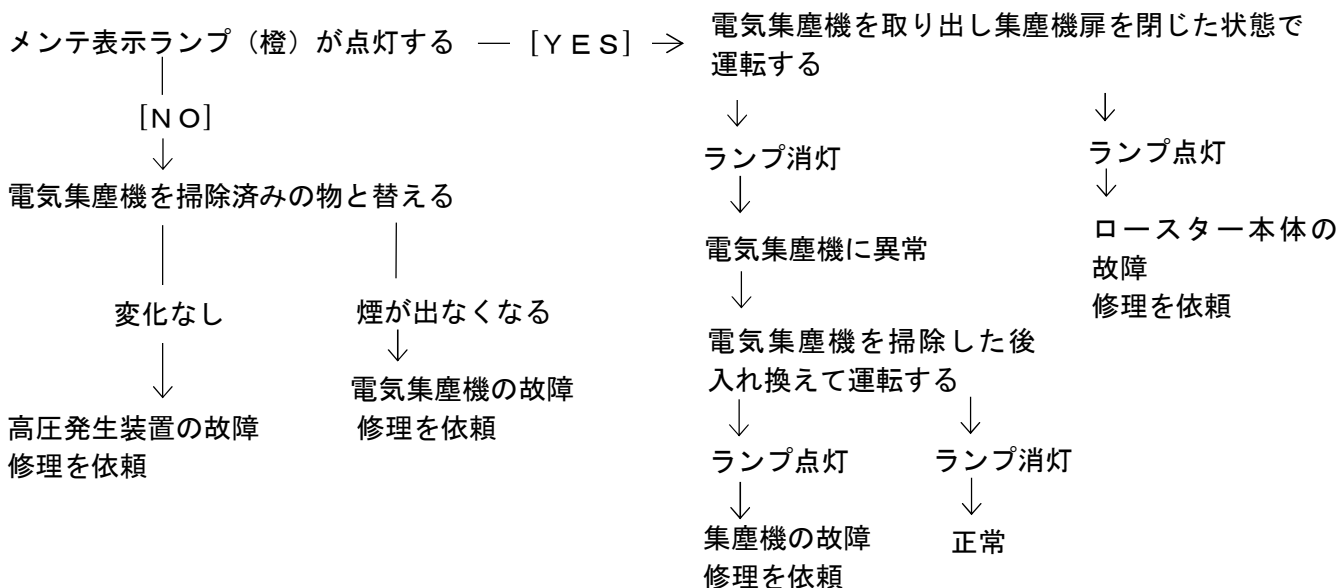 メンテ表示ランプ（橙）が点灯する ― [ＹＥＳ] →
電気集塵機を取り出し集塵機扉を閉じた状態で
運転する
[ＮＯ]
電気集塵機を掃除済みの物と替える
変化なし
高圧発生装置の故障
修理を依頼
煙が出なくなる
電気集塵機の故障
修理を依頼
ランプ消灯
電気集塵機に異常
電気集塵機を掃除した後
入れ換えて運転する
ランプ点灯
集塵機の故障
修理を依頼
ランプ消灯
正常
ランプ点灯
ロースター本体の
故障
修理を依頼